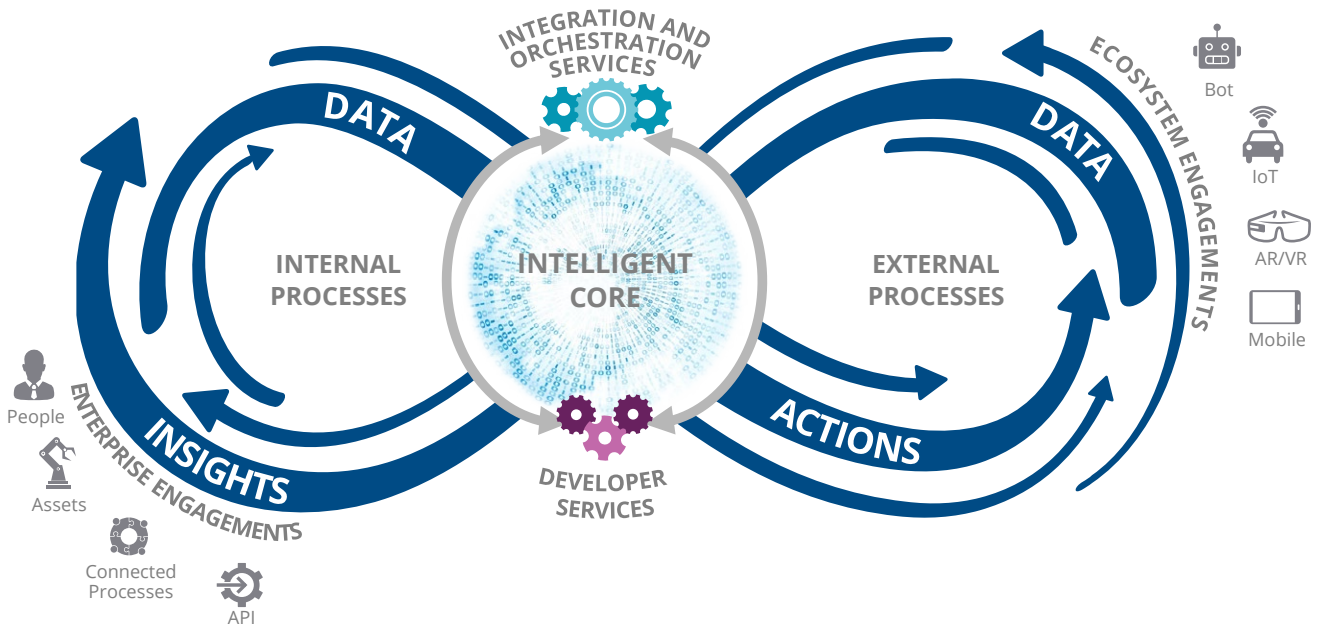 INTEGRATION AND
ORCHESTRATION
SERVICES
DATA
DATA
ECOSYSTEM ENGAGEMENTS
Bot
IoT
AR/VR
Mobile
INTERNAL
PROCESSES
INTELLIGENT
CORE
EXTERNAL
PROCESSES
People
Assets
Connected
Processes
API
ENTERPRISE ENGAGEMENTS
INSIGHTS
ACTIONS
DEVELOPER
SERVICES